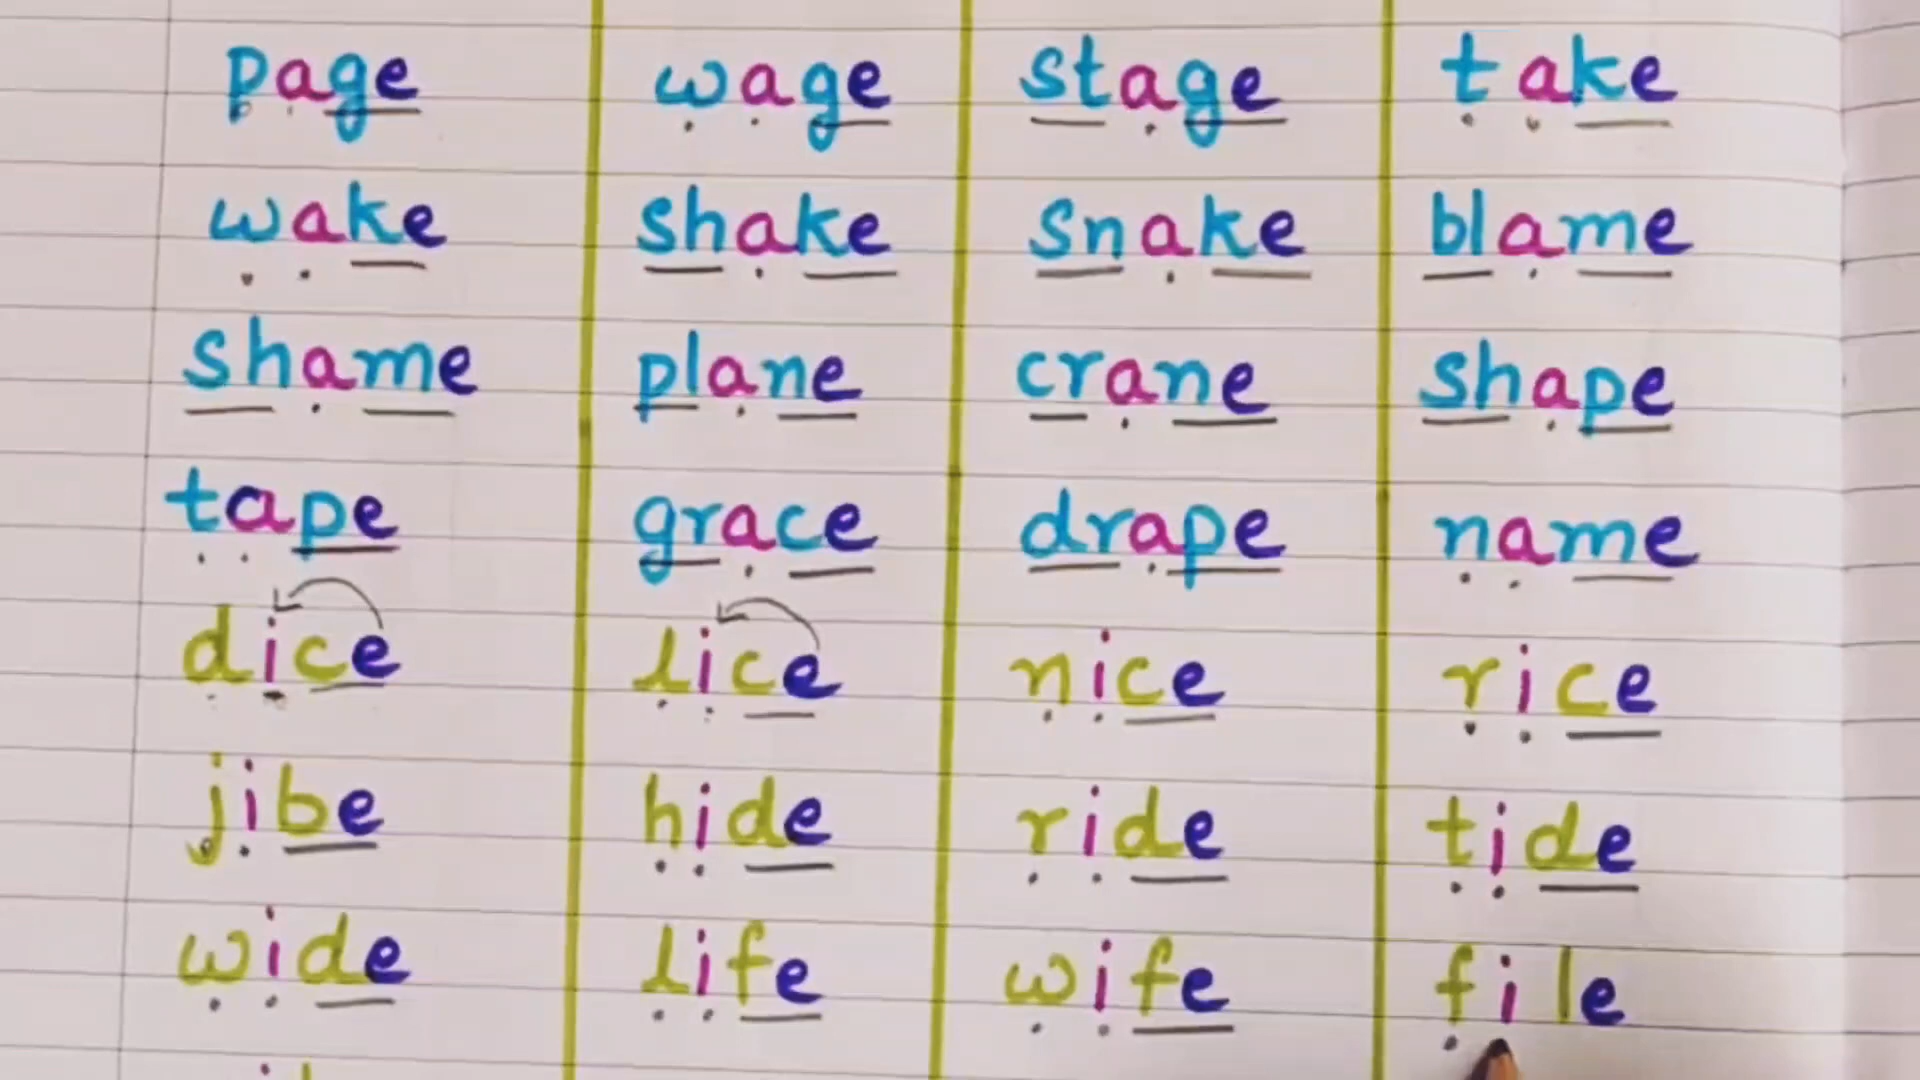 page wage stage take
wake shake snake blame
shame plane crane shape
tape grace drape name
dice lice nice rice
jibe hide ride tide
wide life wife file